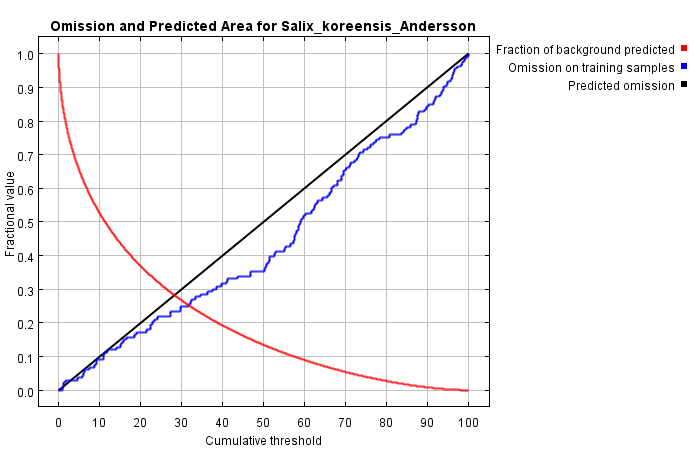 Omission and Predicted Area for Salix_koreensis_Andersson
Fraction of background predicted
Omission on training samples
Predicted omission
Fractional value
1.0
0.9
0.8
0.7
0.6
0.5
0.4
0.3
0.2
0.1
0.0
0 10 20 30 40 50 60 70 80 90 100
Cumulative threshold